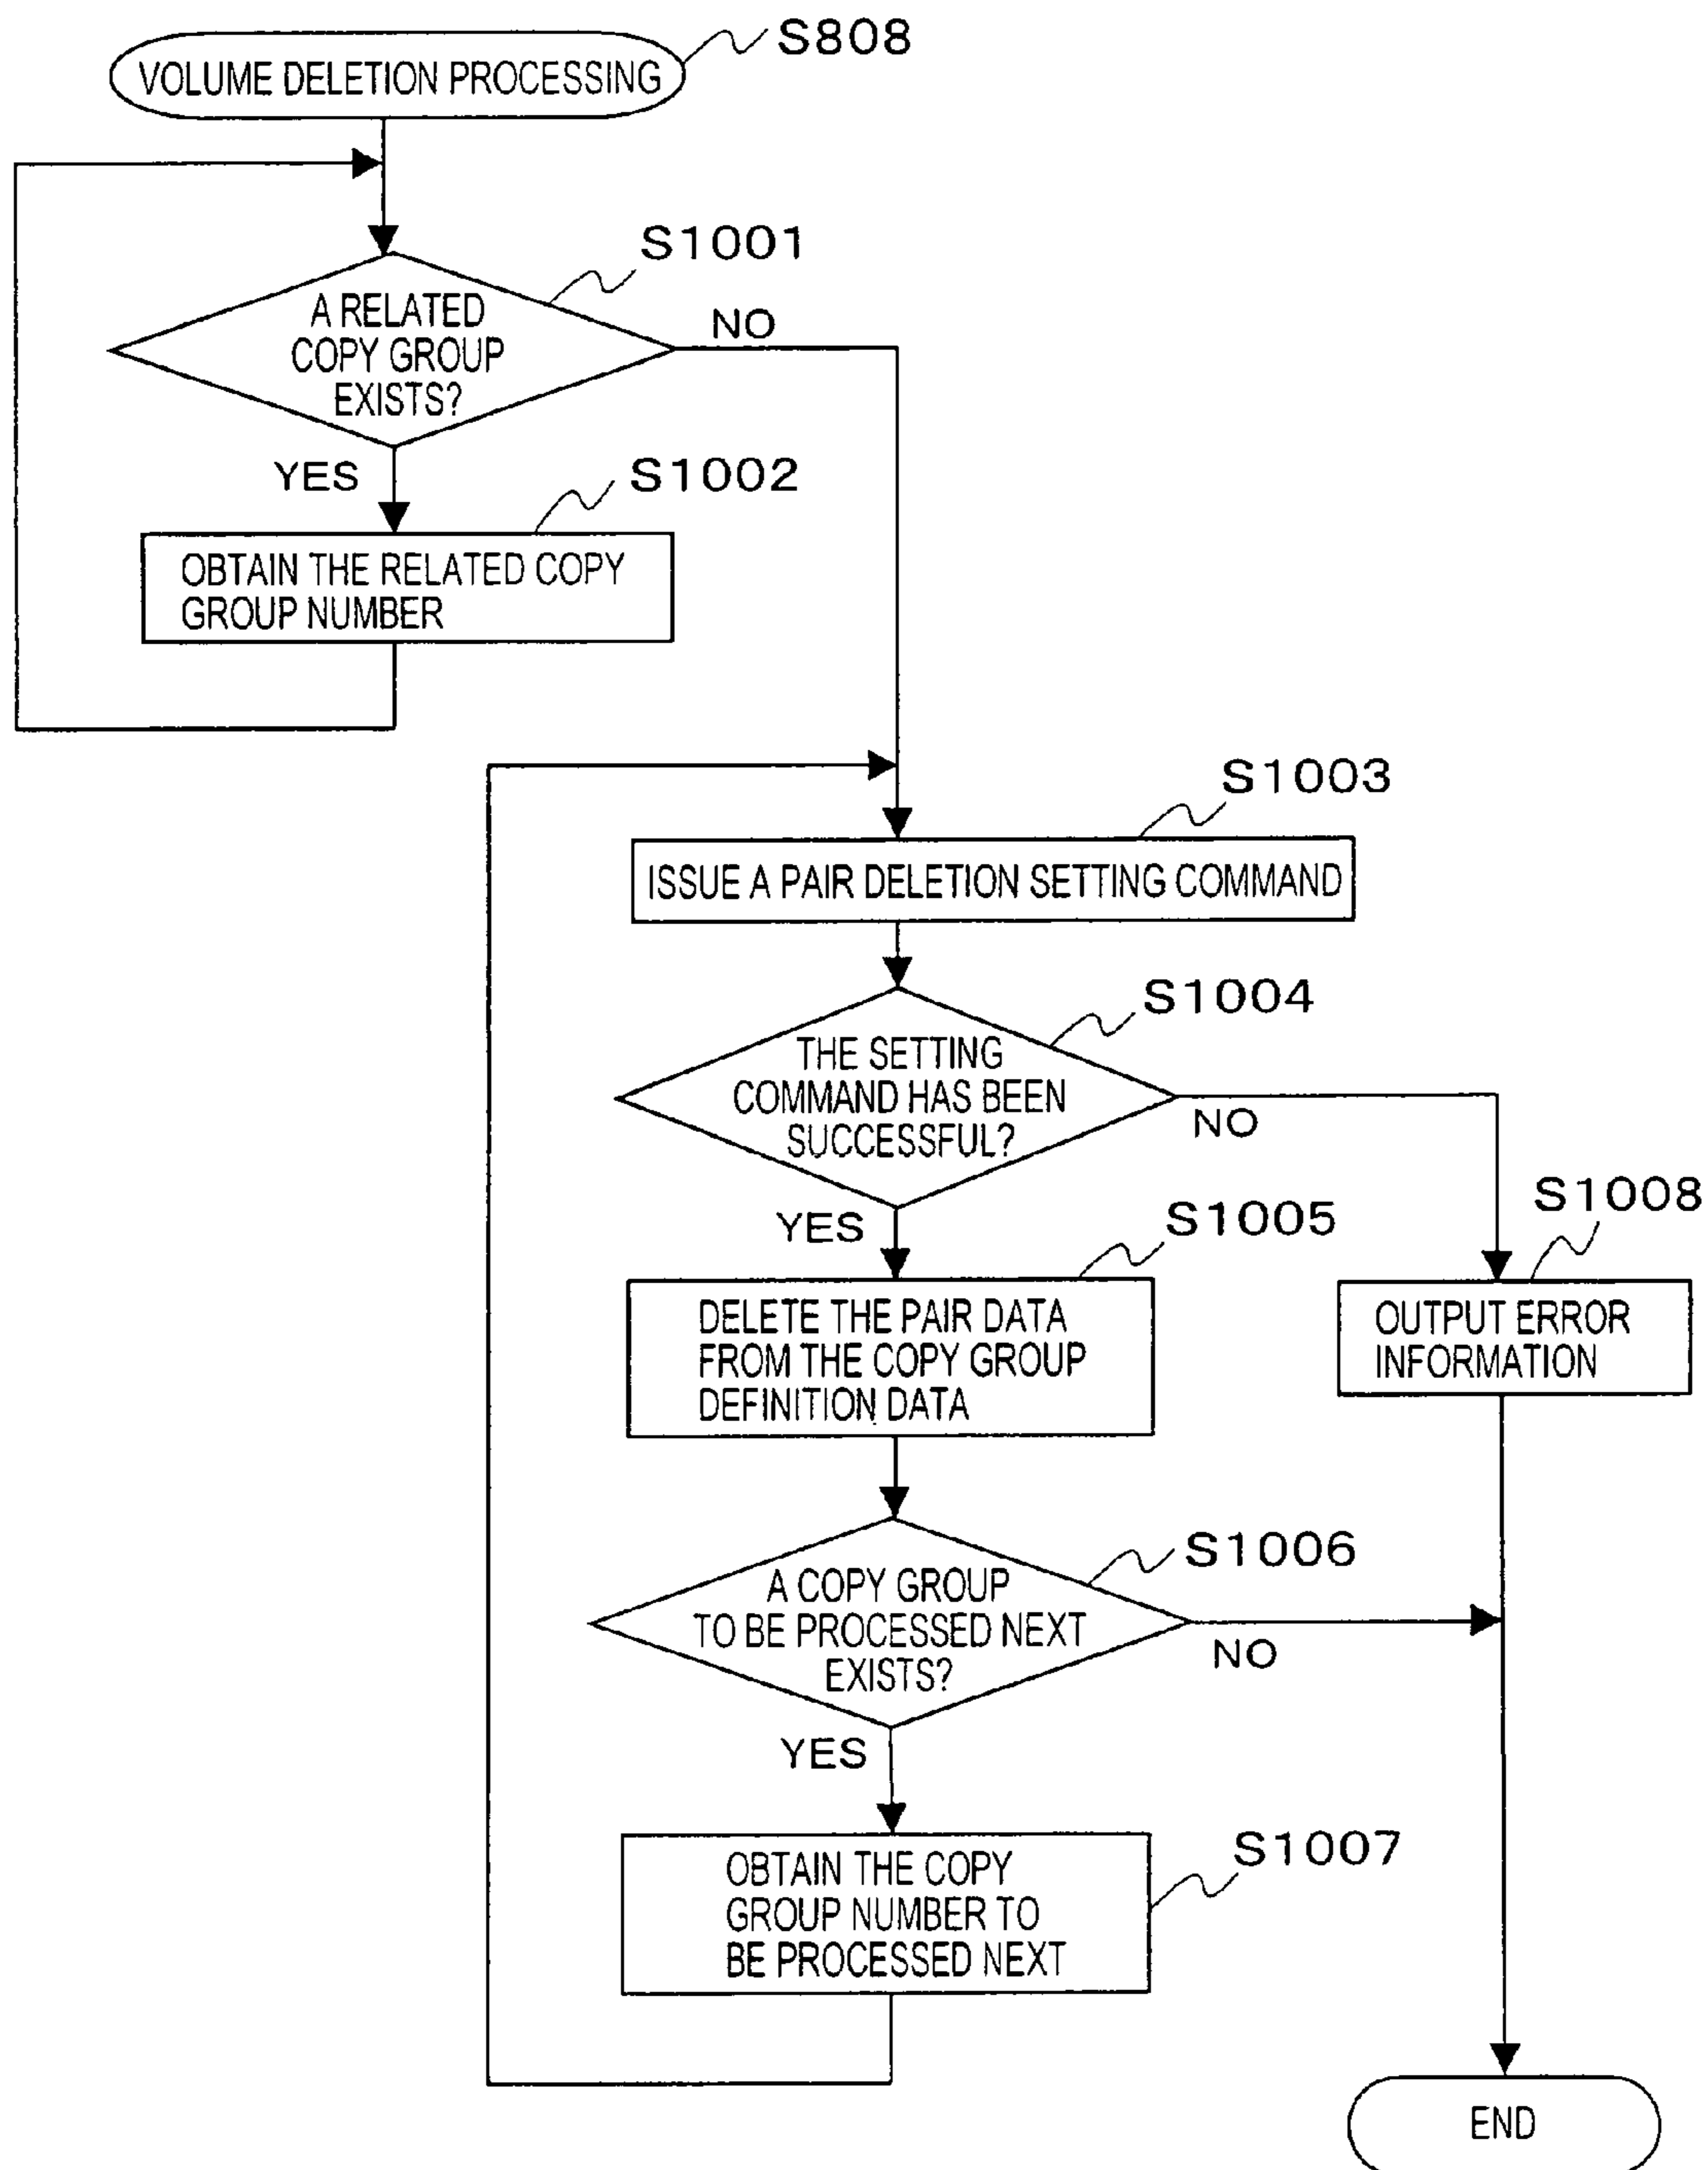 S808
VOLUME DELETION PROCESSING
S1001
A RELATED
COPY GROUP
EXISTS?
NO
YES
S1002
OBTAIN THE RELATED COPY
GROUP NUMBER
S1003
ISSUE A PAIR DELETION SETTING COMMAND
S1004
THE SETTING
COMMAND HAS BEEN
SUCCESSFUL?
NO
YES
S1005
S1008
DELETE THE PAIR DATA
FROM THE COPY GROUP
DEFINITION DATA
OUTPUT ERROR
INFORMATION
S1006
A COPY GROUP
TO BE PROCESSED NEXT
EXISTS?
NO
YES
S1007
OBTAIN THE COPY
GROUP NUMBER TO
BE PROCESSED NEXT
END